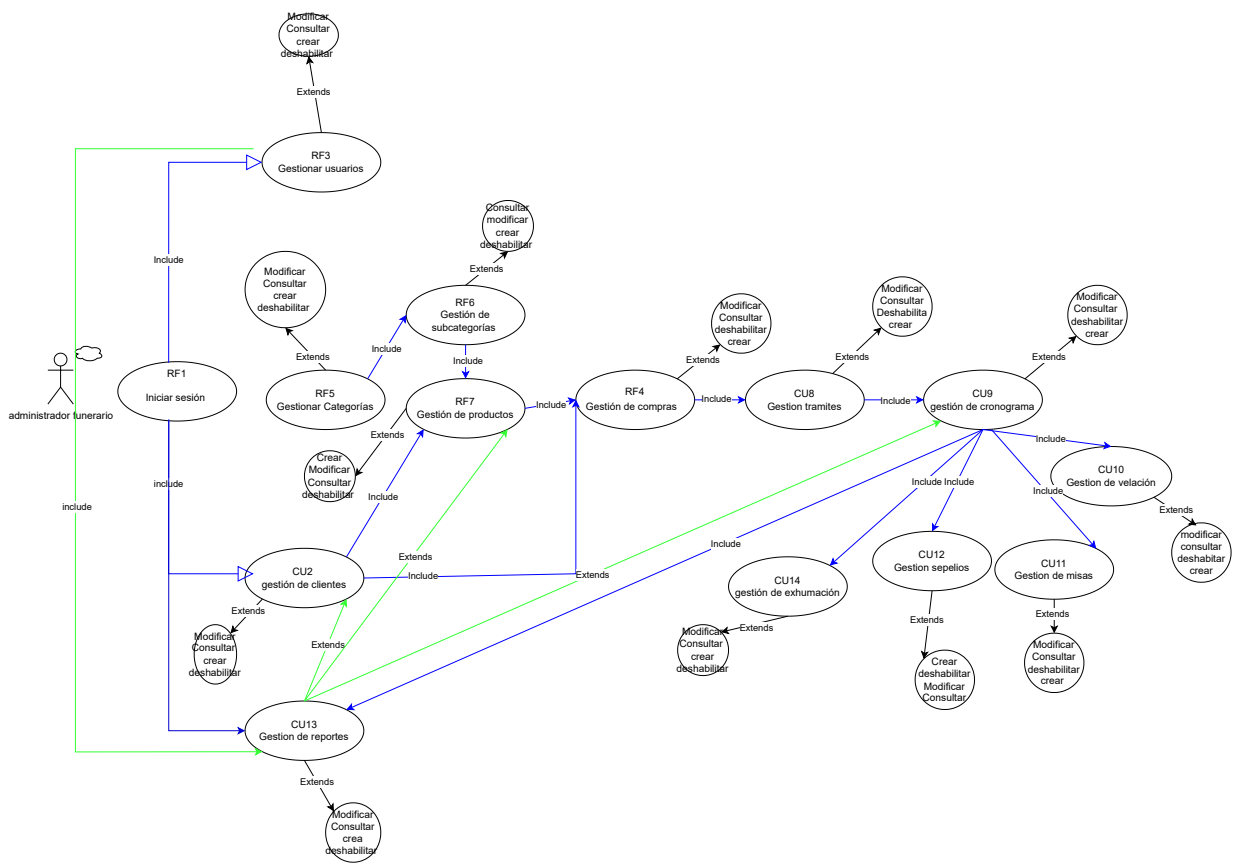 Modificar
Consultar
crear
deshabilitar
Extends
RF3
Gestionar usuarios
Include
Consultar
modificar
crear
deshabilitar
Extends
Modificar
Consultar
crear
deshabilitar
Extends
RF6
Gestión de
subcategorías
Include
Include
RF5
Gestionar Categorías
RF7
Gestión de productos
Include
Extends
Crear
Modificar
Consultar
deshabilitar
administrador funerario
RF1
Iniciar sesión
include
include
Modificar
Consultar
deshabilitar
crear
Extends
RF4
Gestión de compras
Include
Modificar
Consultar
Deshabilita
crear
Extends
CU8
Gestion tramites
Include
Modificar
Consultar
deshabilitar
crear
Extends
CU9
gestión de cronograma
Include
CU10
Gestion de velación
Extends
modificar
consultar
deshabitar
crear
Include
Include
Include
Include
Include
Include
Extends
Extends
Extends
CU2
gestión de clientes
Extends
Modificar
Consultar
crear
deshabilitar
CU14
gestión de exhumación
Extends
Modificar
Consultar
crear
deshabilitar
CU12
Gestion sepelios
Extends
Crear
deshabilitar
Modificar
Consultar
CU11
Gestion de misas
Extends
Modificar
Consultar
deshabilitar
crear
CU13
Gestion de reportes
Extends
Modificar
Consultar
crea
deshabilitar